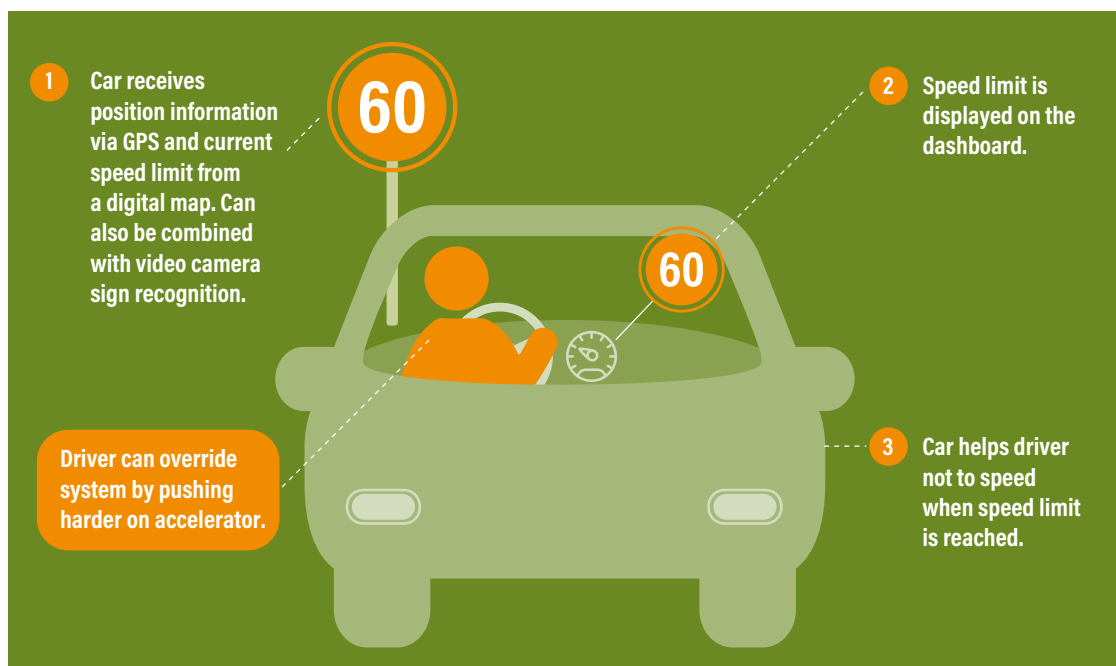 1
Car receives
position information
via GPS and current
speed limit from
a digital map. Can
also be combined
with video camera
sign recognition.
60
2
Speed limit is
displayed on the
dashboard.
60
Driver can override
system by pushing
harder on accelerator.
3
Car helps driver
not to speed
when speed limit
is reached.